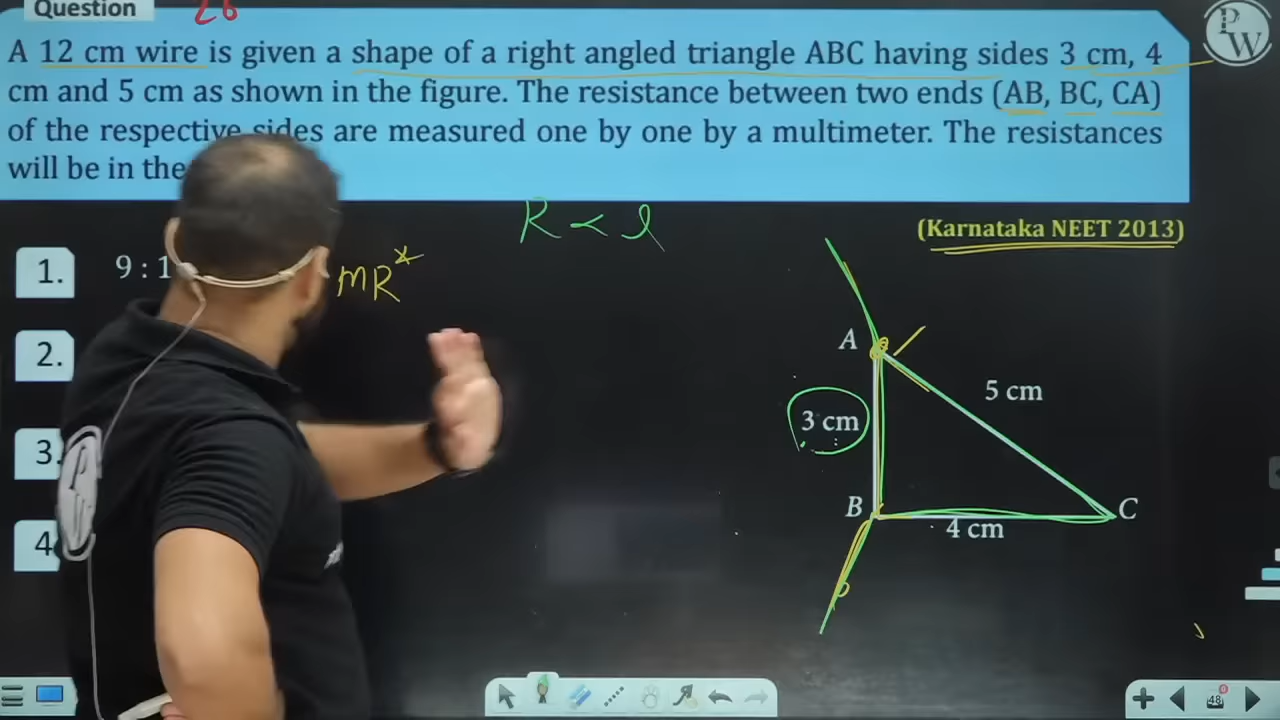 Question
26
A 12 cm wire is given a shape of a right angled triangle ABC having sides 3 cm, 4
cm and 5 cm as shown in the figure. The resistance between two ends (AB, BC, CA)
of the respective sides are measured one by one by a multimeter. The resistances
will be in the
PW
R ∝ l
(Karnataka NEET 2013)
1. 9 : 1
mR*
2.
3.
4
A
5 cm
3 cm
B
C
4 cm
48